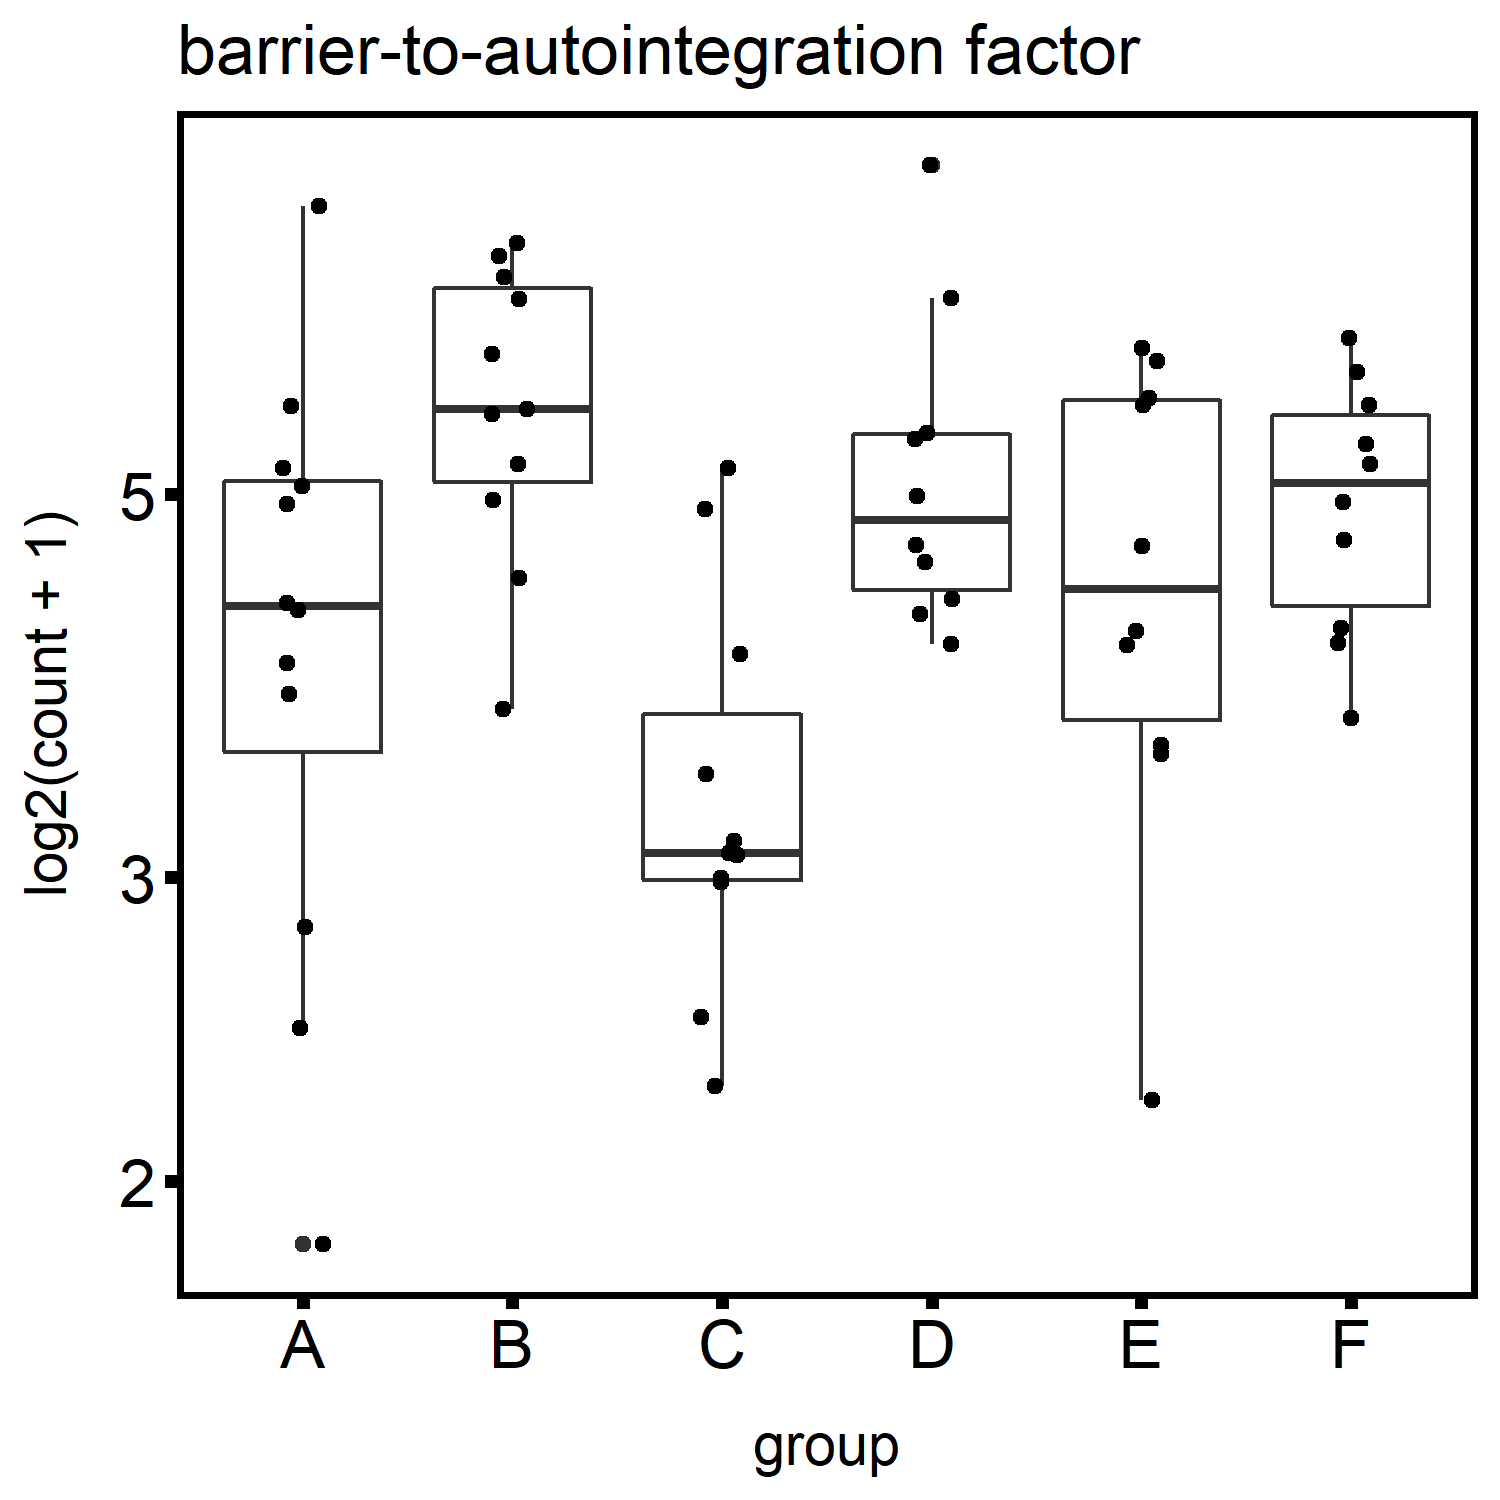 barrier-to-autointegration factor
log2(count + 1)
5
3
2
A B C D E F
group